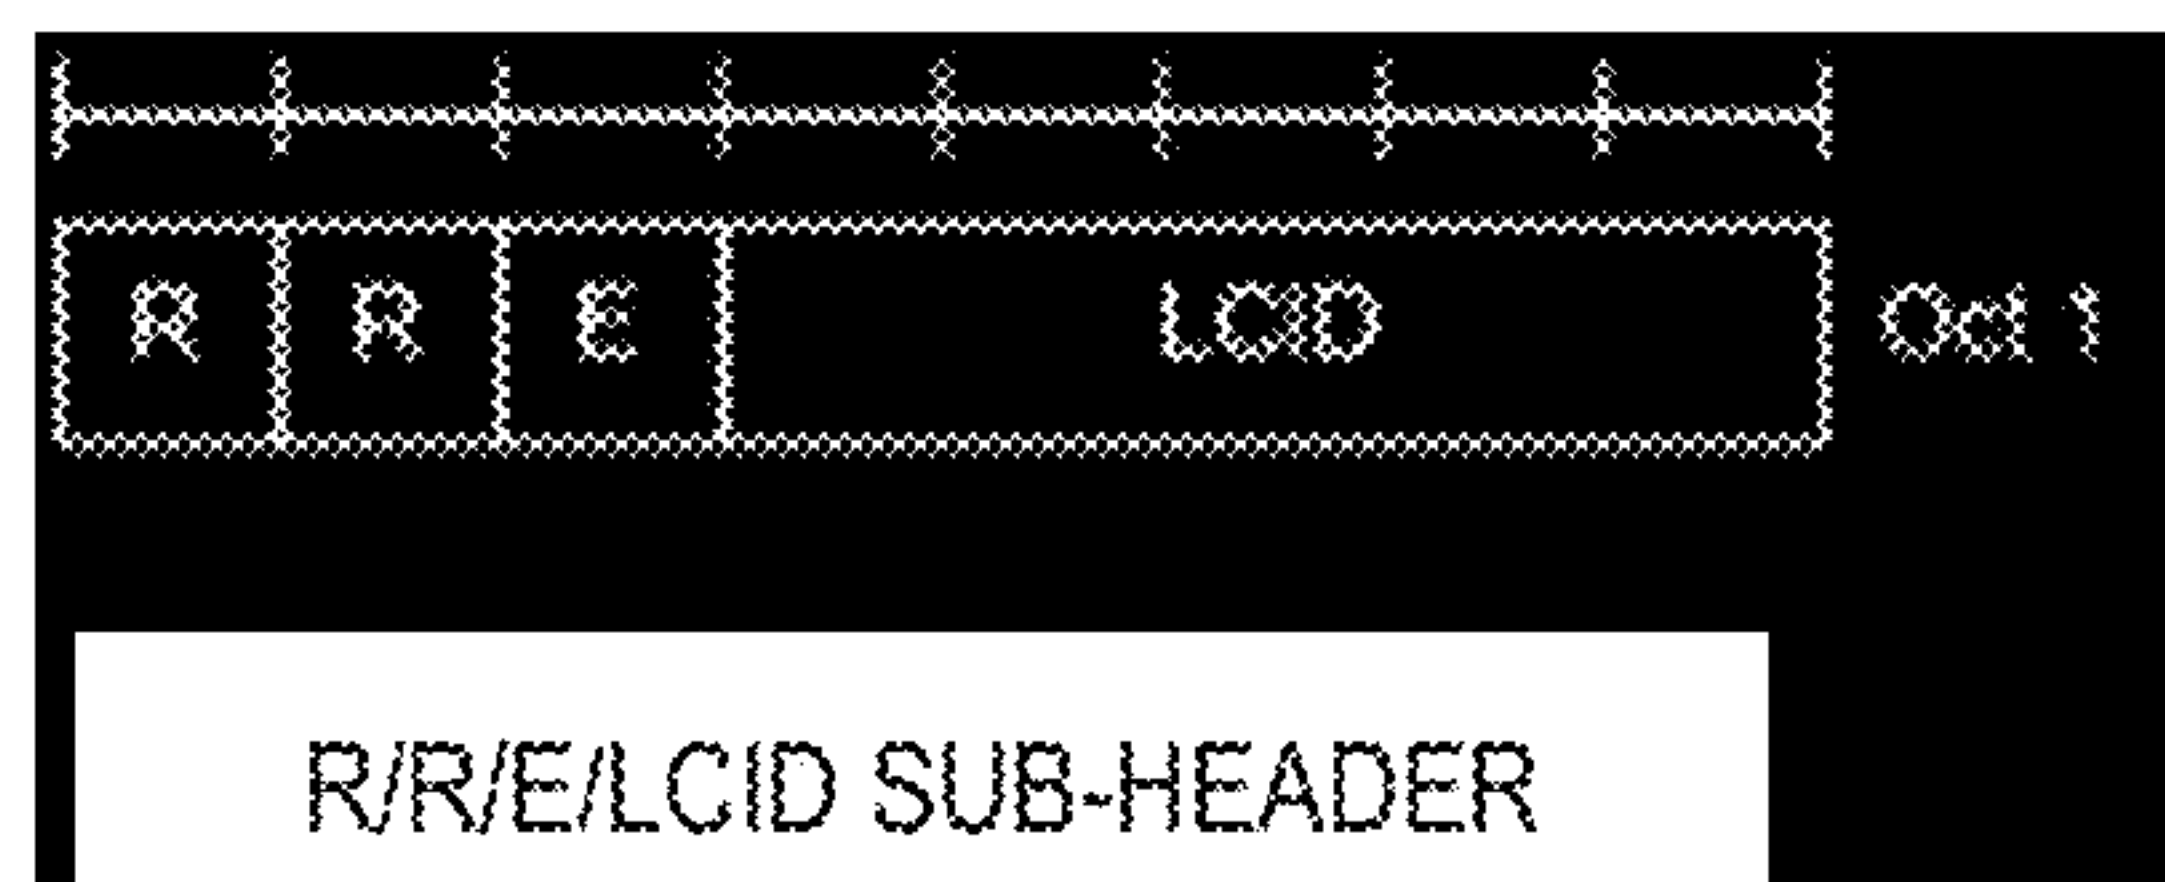 R R E LCID Oct 1
R/R/E/LCID SUB-HEADER